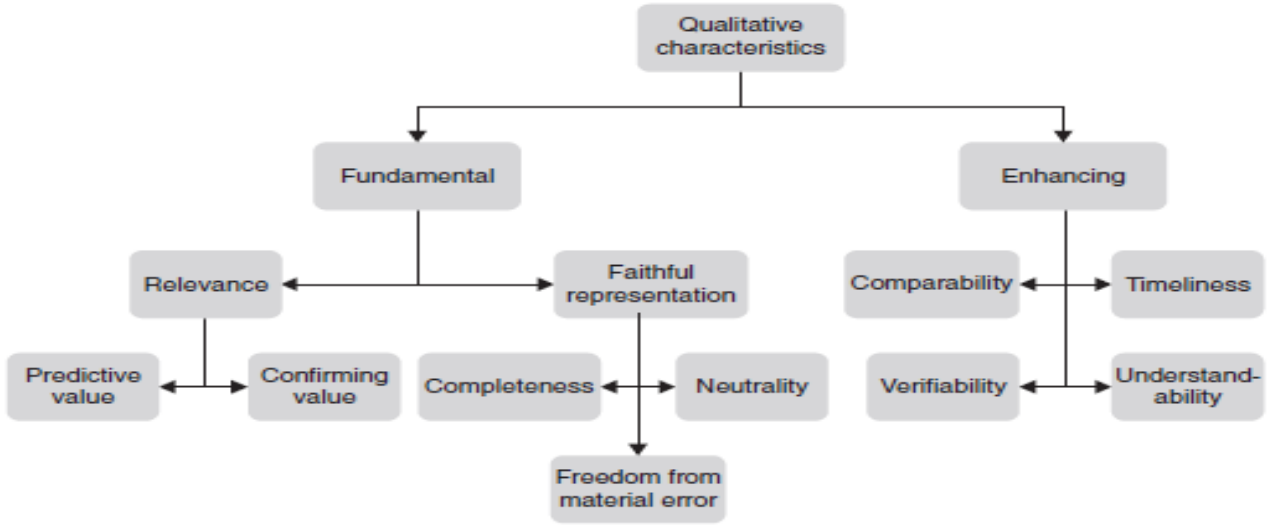 Qualitative
characteristics
Fundamental
Enhancing
Relevance
Faithful
representation
Comparability
Timeliness
Predictive
value
Confirming
value
Completeness
Neutrality
Verifiability
Understand-
ability
Freedom from
material error